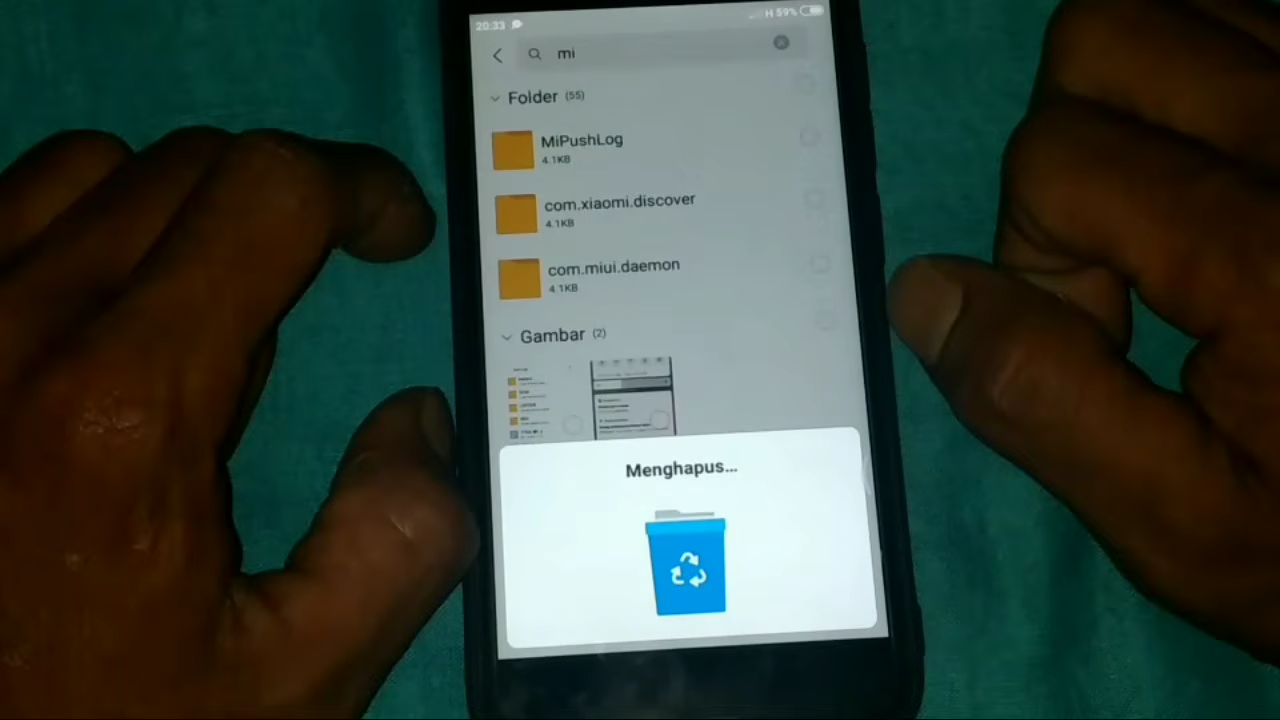 20:33
H 59%
mi
Folder (55)
MiPushLog
4.1KB
com.xiaomi.discover
4.1KB
com.miui.daemon
4.1KB
Gambar (2)
Menghapus...